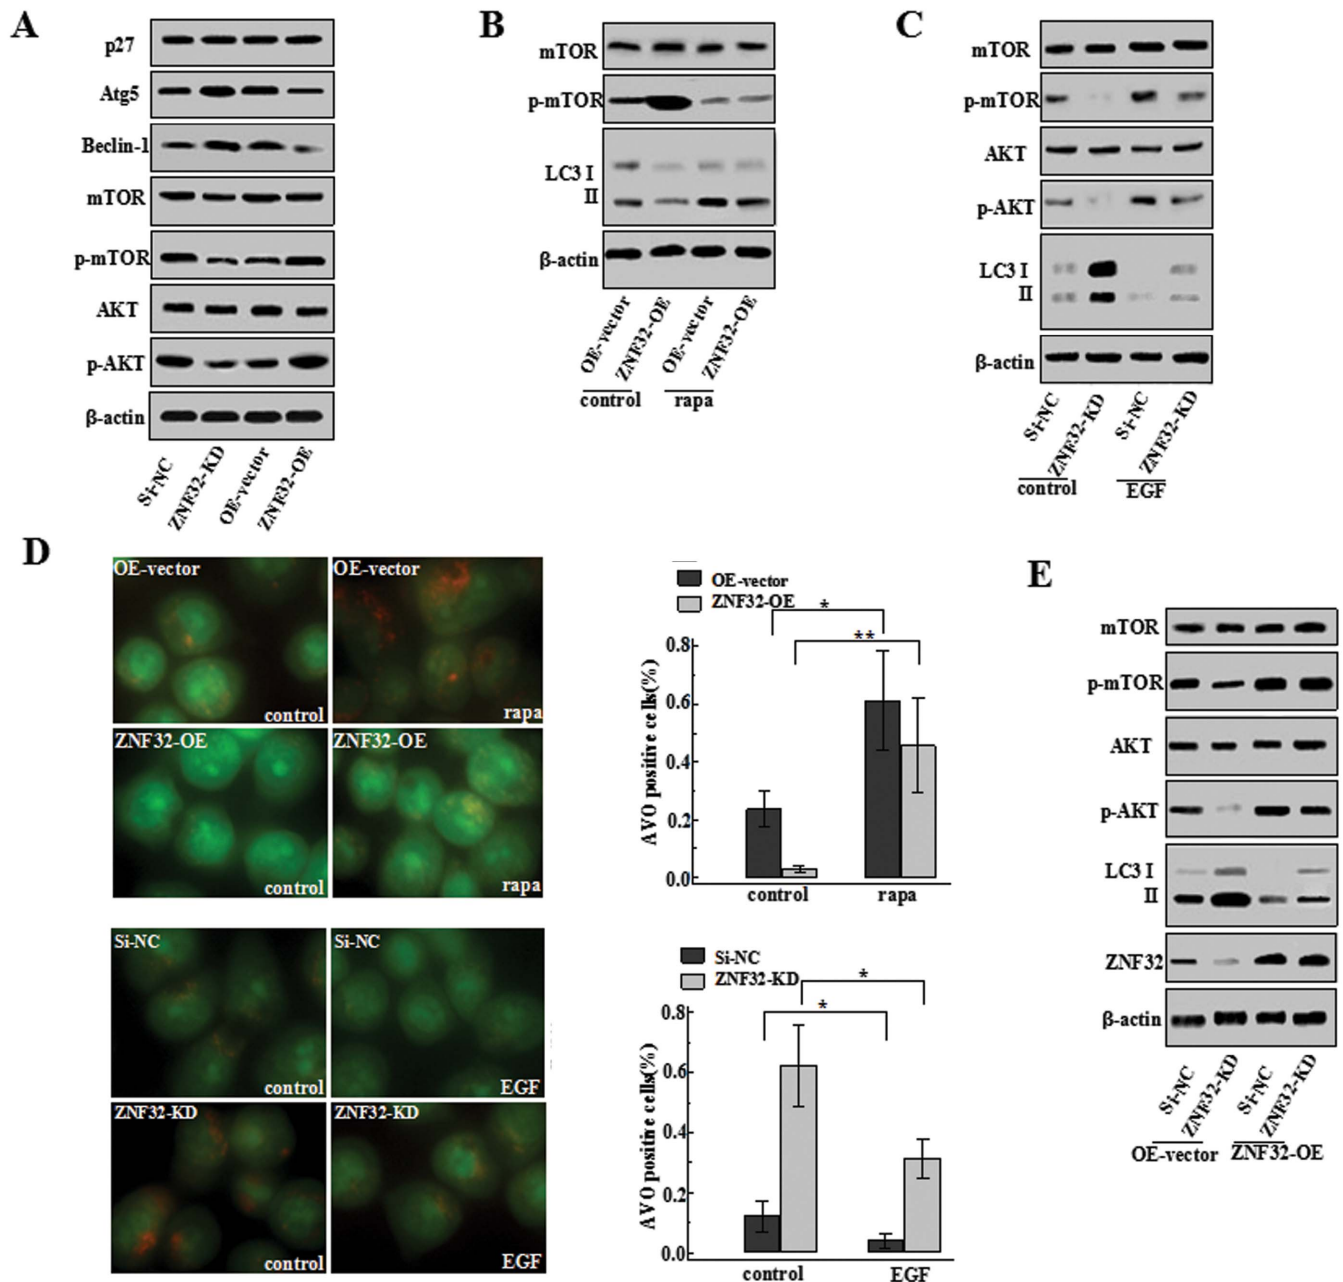 A
p27
Atg5
Beclin-1
mTOR
p-mTOR
AKT
p-AKT
β-actin
Si-NC
ZNF32-KD
OE-vector
ZNF32-OE
B
mTOR
p-mTOR
LC3 I
II
β-actin
OE-vector
ZNF32-OE
OE-vector
ZNF32-OE
control
rapa
C
mTOR
p-mTOR
AKT
p-AKT
LC3 I
II
β-actin
Si-NC
ZNF32-KD
Si-NC
ZNF32-KD
control
EGF
D
OE-vector
control
OE-vector
rapa
ZNF32-OE
control
ZNF32-OE
rapa
OE-vector
ZNF32-OE
*
**
AVO positive cells(%)
0.8
0.6
0.4
0.2
0.0
control
rapa
Si-NC
control
Si-NC
EGF
ZNF32-KD
control
ZNF32-KD
EGF
Si-NC
ZNF32-KD
*
*
AVO positive cells(%)
0.8
0.6
0.4
0.2
0.0
control
EGF
E
mTOR
p-mTOR
AKT
p-AKT
LC3 I
II
ZNF32
β-actin
Si-NC
ZNF32-KD
Si-NC
ZNF32-KD
OE-vector
ZNF32-OE